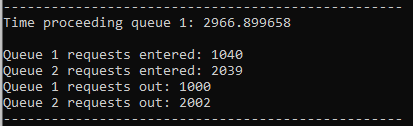 --------------------------------------------------
Time proceeding queue 1: 2966.899658
Queue 1 requests entered: 1040
Queue 2 requests entered: 2039
Queue 1 requests out: 1000
Queue 2 requests out: 2002
--------------------------------------------------